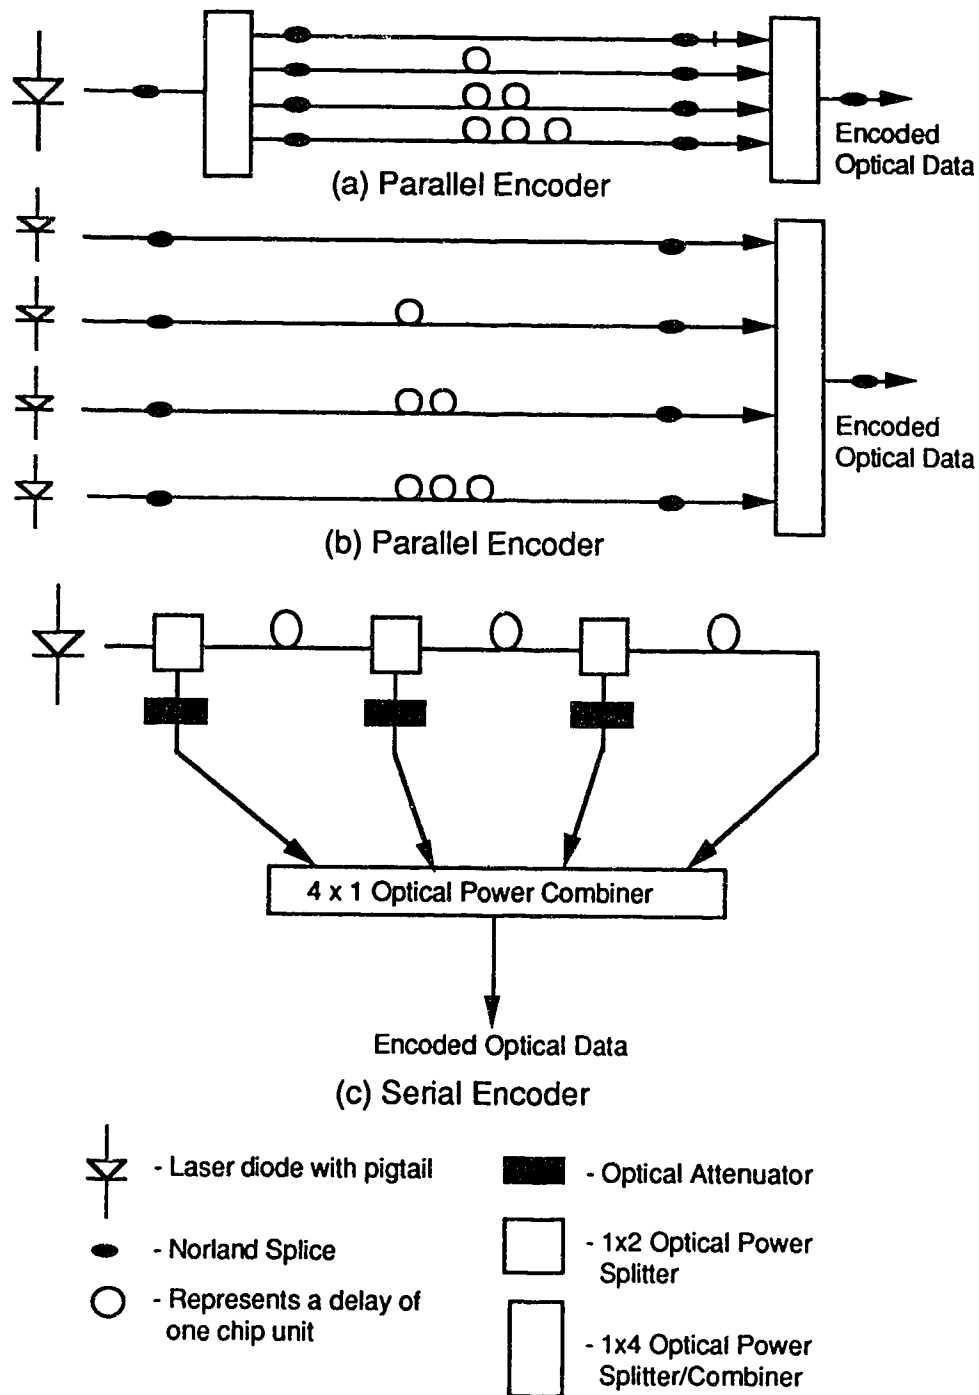 Encoded
Optical Data
(a) Parallel Encoder
Encoded
Optical Data
(b) Parallel Encoder
4 x 1 Optical Power Combiner
Encoded Optical Data
(c) Serial Encoder
- Laser diode with pigtail
- Norland Splice
- Represents a delay of
one chip unit
- Optical Attenuator
- 1x2 Optical Power
Splitter
- 1x4 Optical Power
Splitter/Combiner